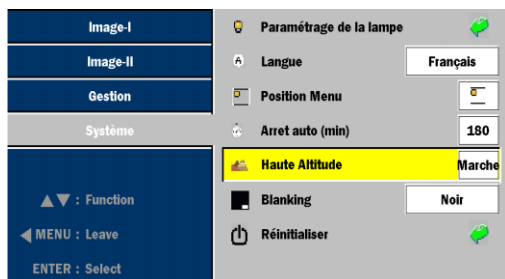 Image-I
Image-II
Gestion
Système
▲▼ : Function
◀ MENU : Leave
ENTER : Select
Paramétrage de la lampe
Langue Français
Position Menu
Arret auto (min) 180
Haute Altitude Marche
Blanking Noir
Réinitialiser